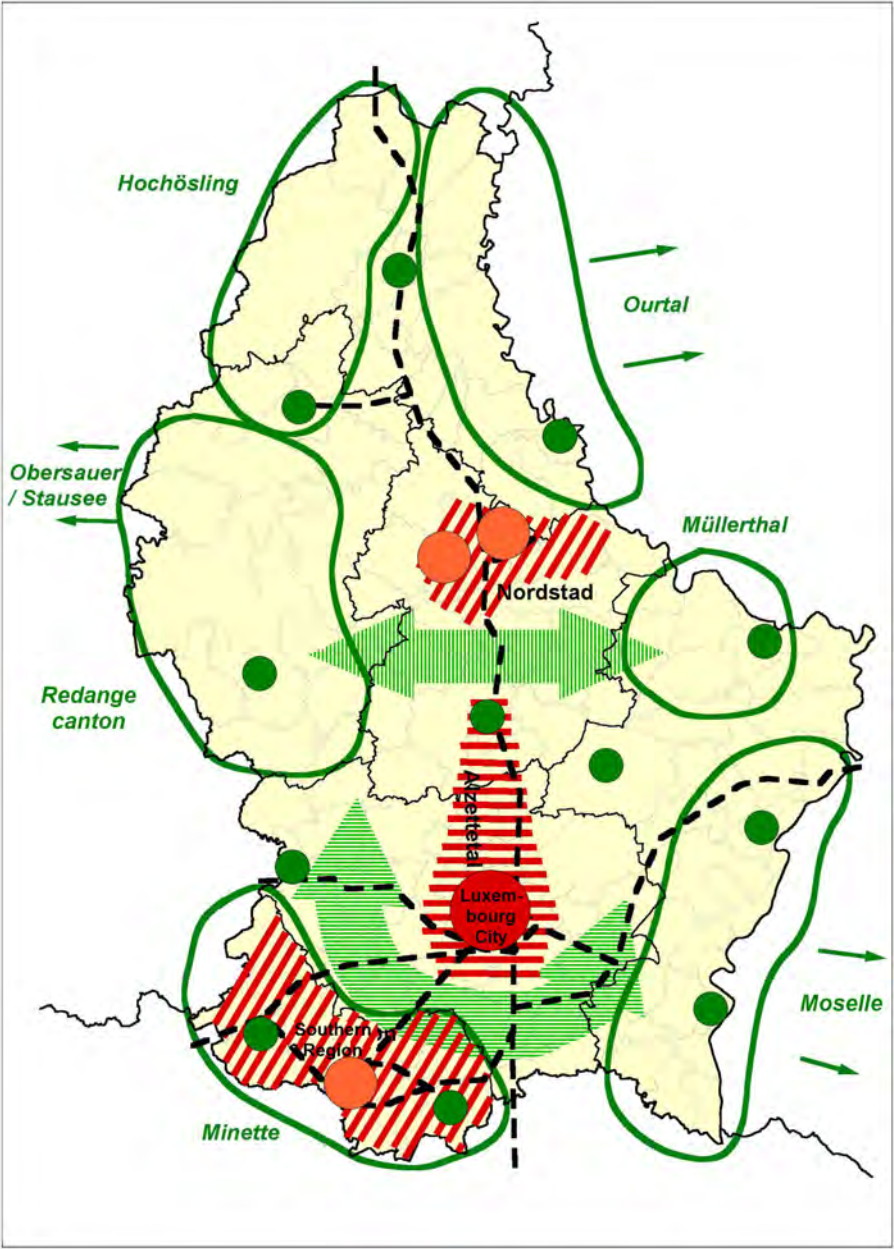 Hochösling
Ourtal
Obersauer
/ Stausee
Müllerthal
Nordstad
Redange
canton
Alzettetal
Luxem-
bourg
City
Moselle
Southern
Region
Minette